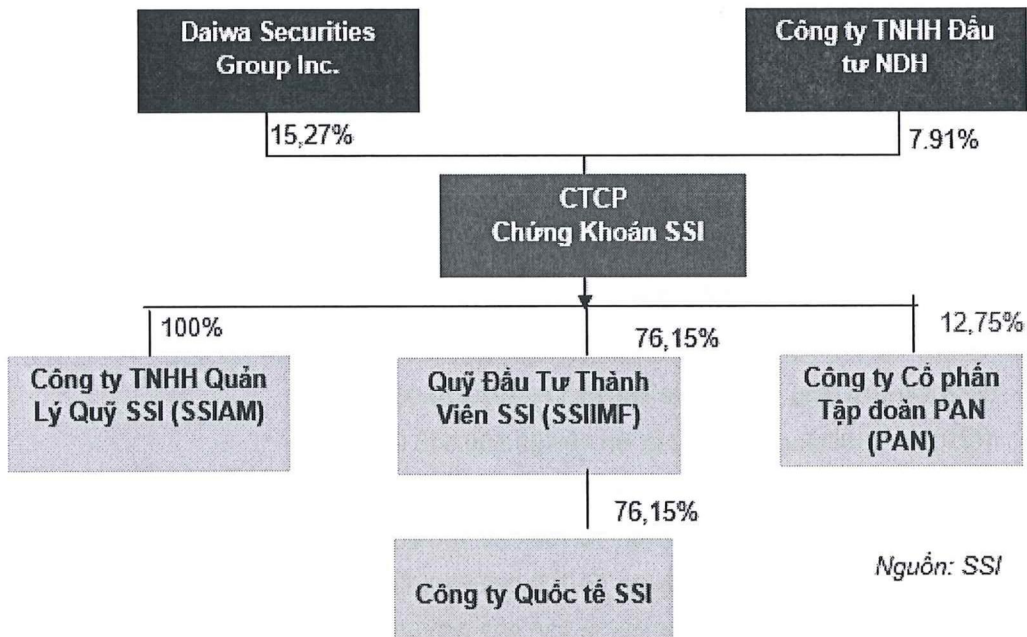 Daiwa Securities
Group Inc.
Công ty TNHH Đầu
tư NDH
15,27%
7.91%
CTCP
Chứng Khoán SSI
100%
76,15%
12,75%
Công ty TNHH Quản
Lý Quỹ SSI (SSIAM)
Quỹ Đầu Tư Thành
Viên SSI (SSIIMF)
Công ty Cổ phần
Tập đoàn PAN
(PAN)
76,15%
Công ty Quốc tế SSI
Nguồn: SSI